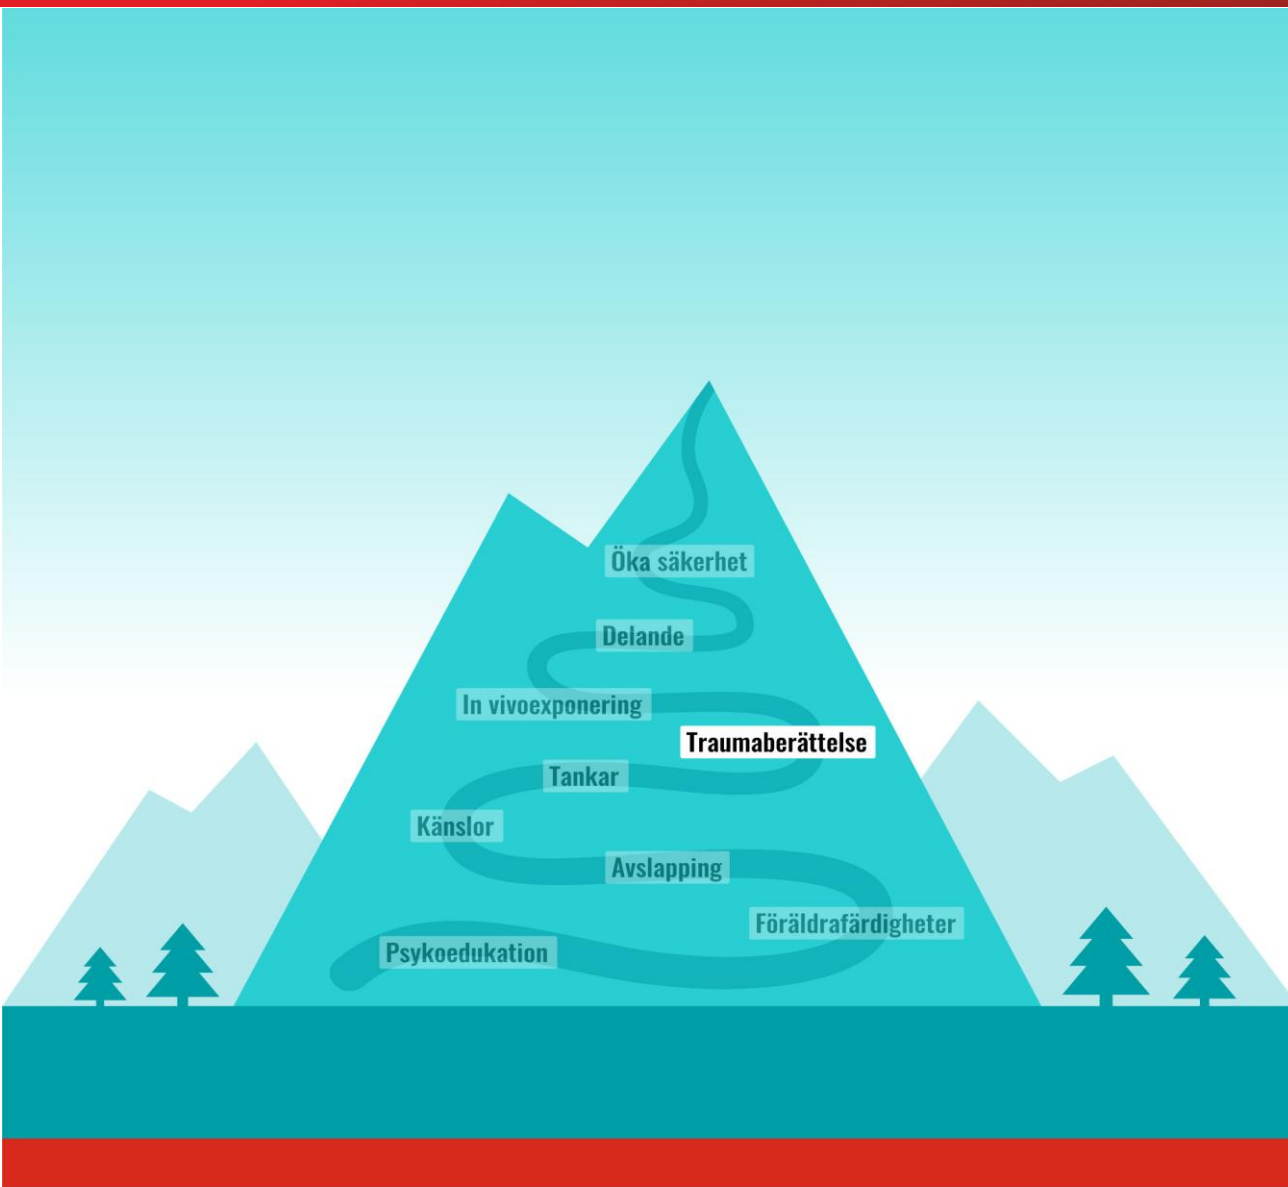 Öka säkerhet
Delande
In vivoexponering
Traumaberättelse
Tankar
Känslor
Avslapping
Föräldrafärdigheter
Psykoedukation